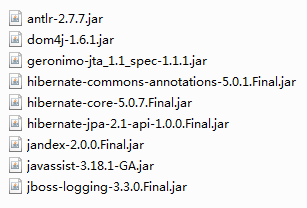 antlr-2.7.7.jar
dom4j-1.6.1.jar
geronimo-jta_1.1_spec-1.1.1.jar
hibernate-commons-annotations-5.0.1.Final.jar
hibernate-core-5.0.7.Final.jar
hibernate-jpa-2.1-api-1.0.0.Final.jar
jandex-2.0.0.Final.jar
javassist-3.18.1-GA.jar
jboss-logging-3.3.0.Final.jar